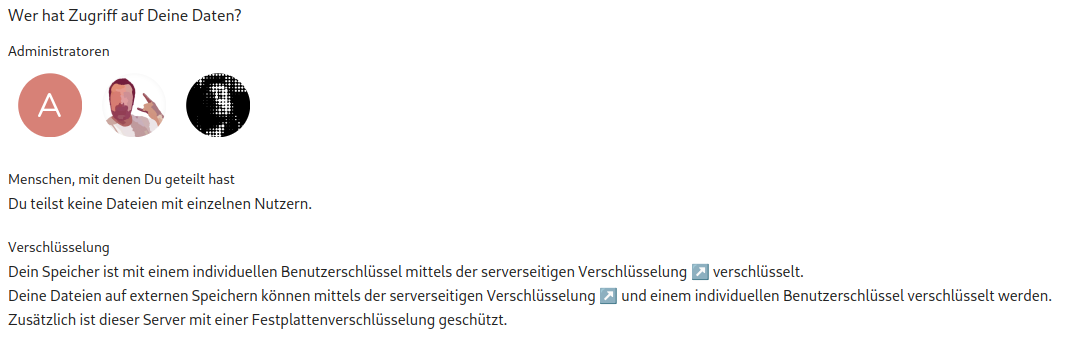 Wer hat Zugriff auf Deine Daten?
Administratoren
A
Menschen, mit denen Du geteilt hast
Du teilst keine Dateien mit einzelnen Nutzern.
Verschlüsselung
Dein Speicher ist mit einem individuellen Benutzerschlüssel mittels der serverseitigen Verschlüsselung ↗ verschlüsselt.
Deine Dateien auf externen Speichern können mittels der serverseitigen Verschlüsselung ↗ und einem individuellen Benutzerschlüssel verschlüsselt werden.
Zusätzlich ist dieser Server mit einer Festplattenverschlüsselung geschützt.